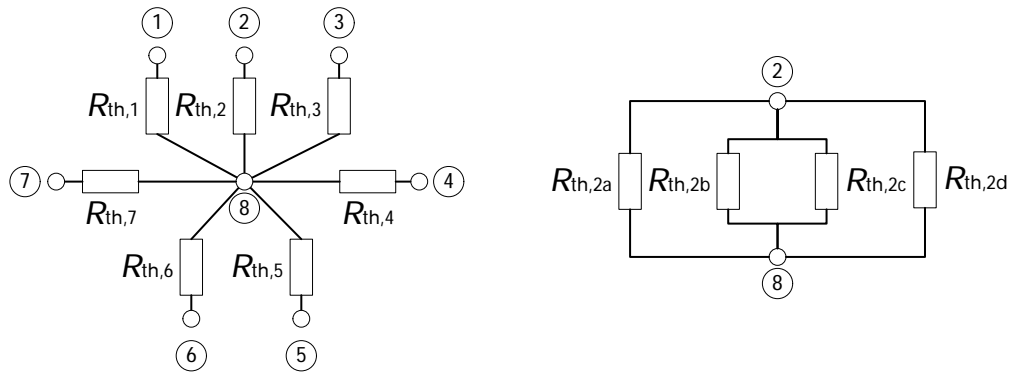 1 2 3
Rth,1 Rth,2 Rth,3
7 4
8
Rth,7 Rth,4
Rth,6 Rth,5
6 5
2
Rth,2a Rth,2b Rth,2c Rth,2d
8